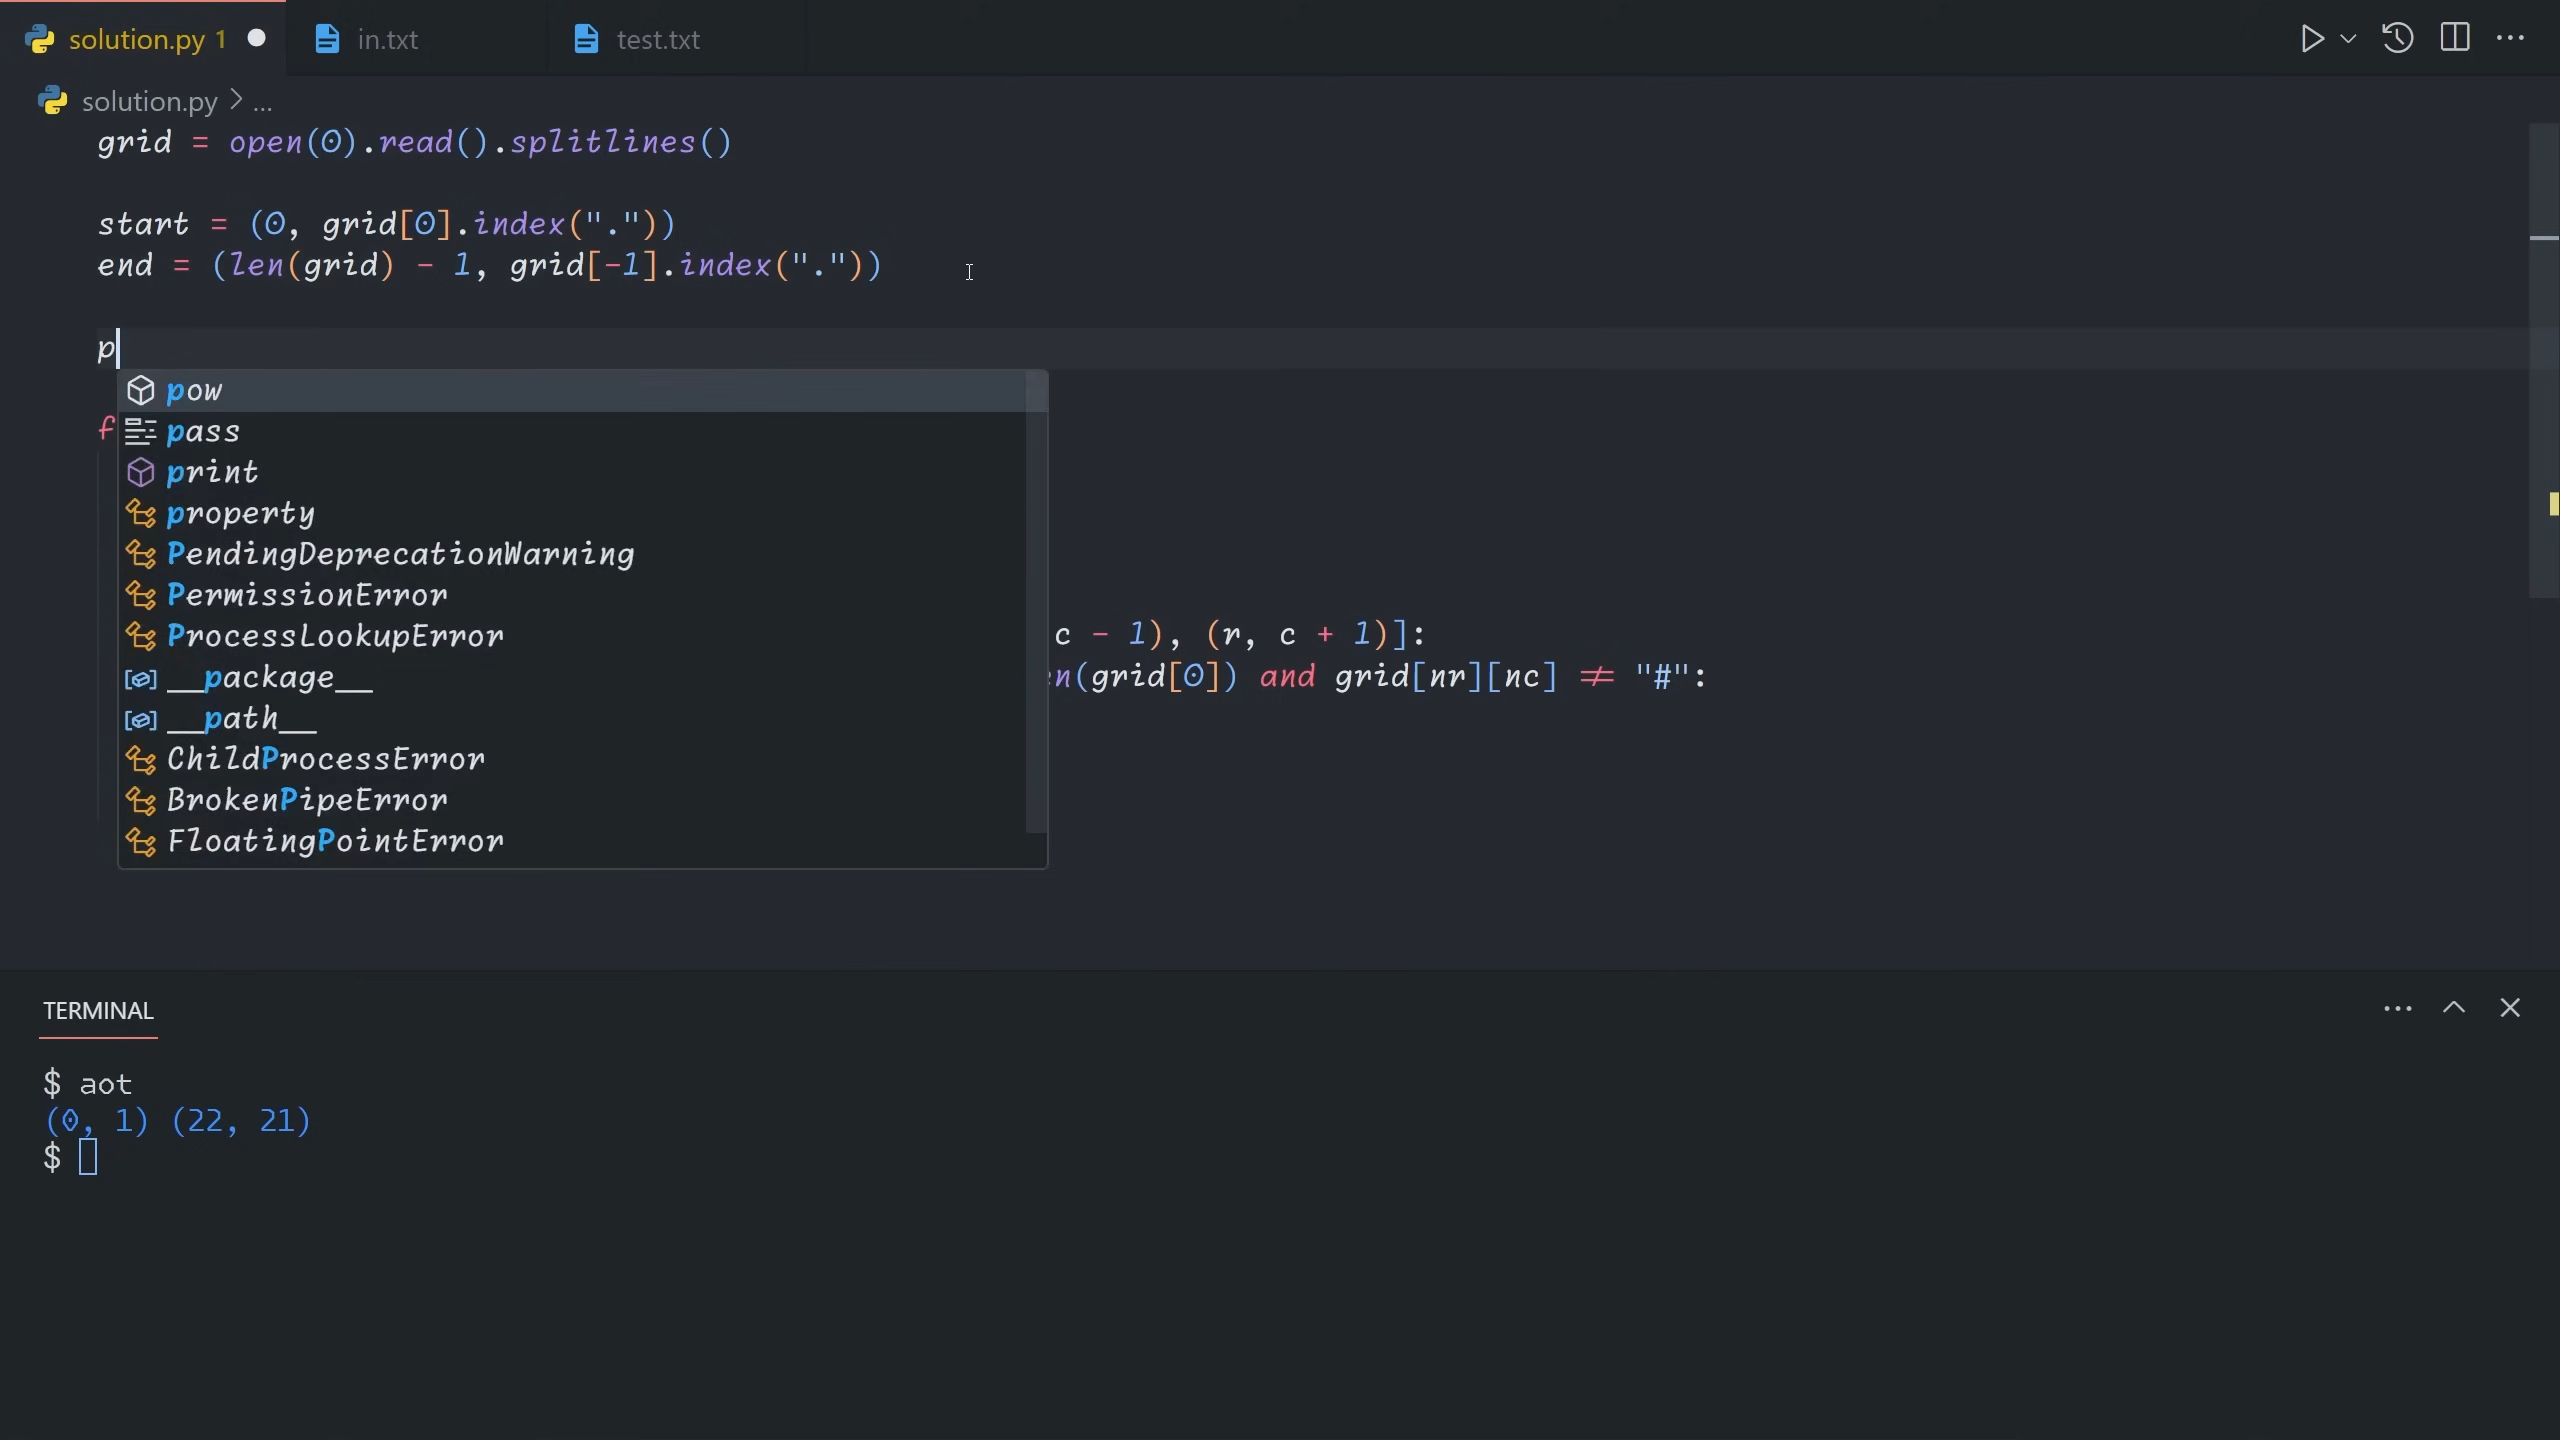 solution.py 1
in.txt
test.txt
solution.py > ...
grid = open(0).read().splitlines()
start = (0, grid[0].index("."))
end = (len(grid) - 1, grid[-1].index("."))
p
pow
f
pass
print
property
PendingDeprecationWarning
PermissionError
ProcessLookupError
c - 1), (r, c + 1)]:
__package__
n(grid[0]) and grid[nr][nc] != "#":
__path__
ChildProcessError
BrokenPipeError
FloatingPointError
TERMINAL
$ aot
(0, 1) (22, 21)
$